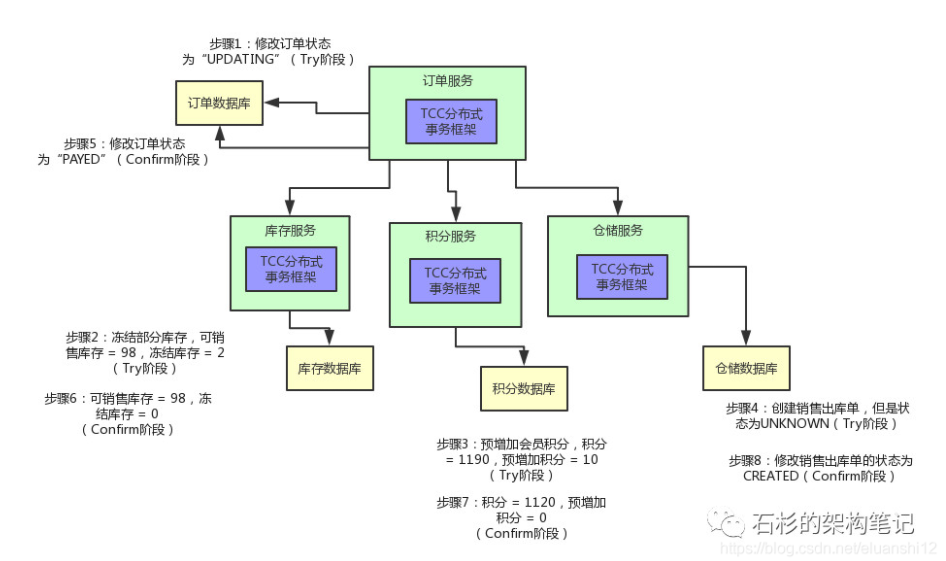 步骤1：修改订单状态
为“UPDATING”（Try阶段）
订单服务
订单数据库
TCC分布式
事务框架
步骤5：修改订单状态
为“PAYED”（Confirm阶段）
库存服务
TCC分布式
事务框架
积分服务
TCC分布式
事务框架
仓储服务
TCC分布式
事务框架
步骤2：冻结部分库存，可销
售库存 = 98，冻结库存 = 2
（Try阶段）
库存数据库
积分数据库
仓储数据库
步骤6：可销售库存 = 98，冻
结库存 = 0
（Confirm阶段）
步骤4：创建销售出库单，但是状
态为UNKNOWN（Try阶段）
步骤3：预增加会员积分，积分
= 1190，预增加积分 = 10
（Try阶段）
步骤8：修改销售出库单的状态为
CREATED（Confirm阶段）
步骤7：积分 = 1120，预增加
积分 = 0
（Confirm阶段）
石杉的架构笔记
https://blog.csdn.net/eluanshi12